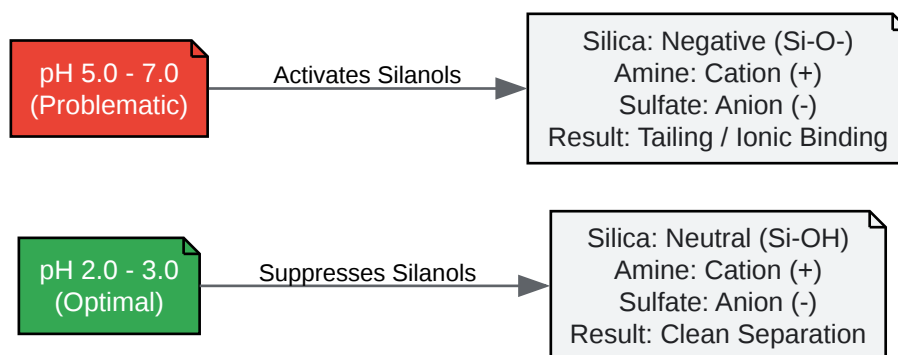 pH 5.0 - 7.0
(Problematic)
Activates Silanols
Silica: Negative (Si-O-)
Amine: Cation (+)
Sulfate: Anion (-)
Result: Tailing / Ionic Binding
pH 2.0 - 3.0
(Optimal)
Suppresses Silanols
Silica: Neutral (Si-OH)
Amine: Cation (+)
Sulfate: Anion (-)
Result: Clean Separation